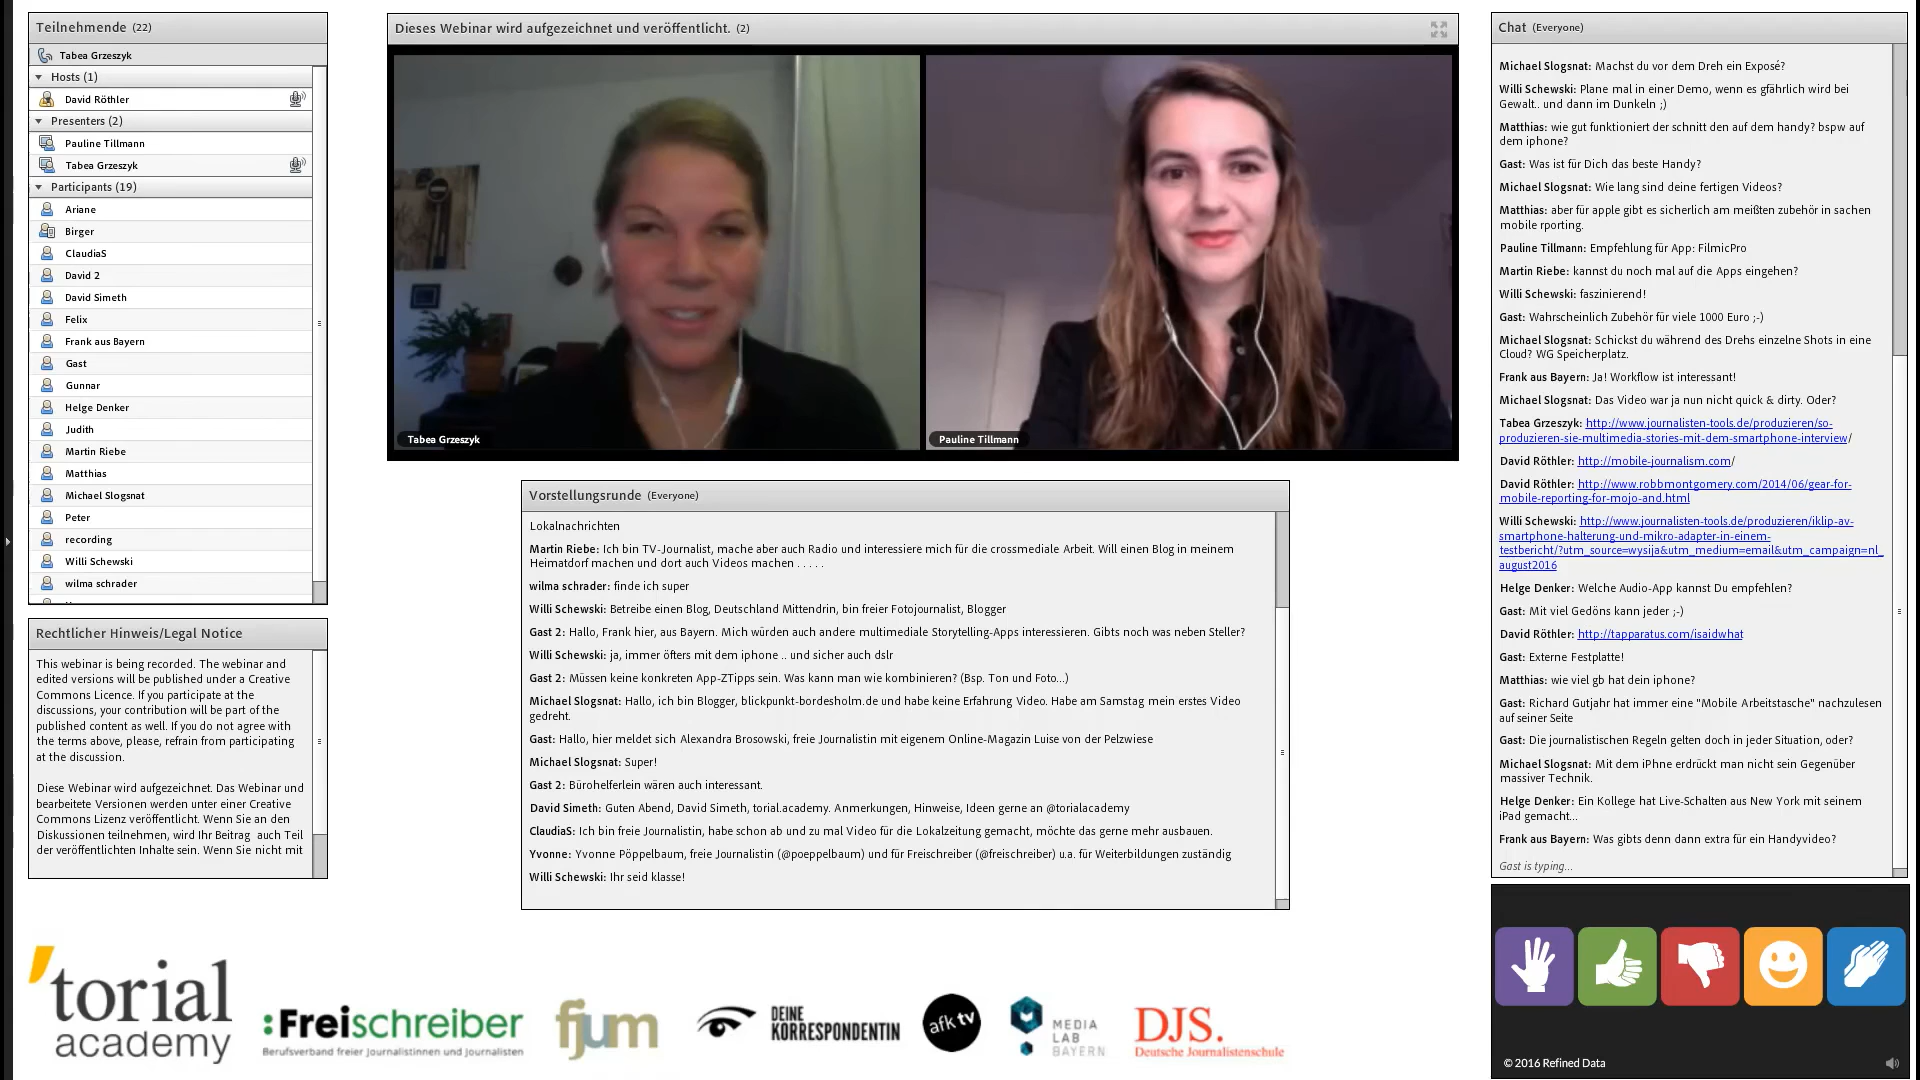 Teilnehmende (22)
Tabea Grzeszyk
Hosts (1)
David Röthler
Presenters (2)
Pauline Tillmann
Tabea Grzeszyk
Participants (19)
Ariane
Birger
ClaudiaS
David 2
David Simeth
Felix
Frank aus Bayern
Gast
Gunnar
Helge Denker
Judith
Martin Riebe
Matthias
Michael Slogsnat
Peter
recording
Willi Schewski
wilma schrader
Rechtlicher Hinweis/Legal Notice
This webinar is being recorded. The webinar and
edited versions will be published under a Creative
Commons Licence. If you participate at the
discussions, your contribution will be part of the
published content as well. If you do not agree with
the terms above, please, refrain from participating
at the discussion.
Diese Webinar wird aufgezeichnet. Das Webinar und
bearbeitete Versionen werden unter einer Creative
Commons Lizenz veröffentlicht. Wenn Sie an den
Diskussionen teilnehmen, wird Ihr Beitrag auch Teil
der veröffentlichten Inhalte sein. Wenn Sie nicht mit
Dieses Webinar wird aufgezeichnet und veröffentlicht. (2)
Tabea Grzeszyk
Pauline Tillmann
Vorstellungsrunde (Everyone)
Lokalnachrichten
Martin Riebe: Ich bin TV-Journalist, mache aber auch Radio und interessiere mich für die crossmediale Arbeit. Will einen Blog in meinem
Heimatdorf machen und dort auch Videos machen . . . . .
wilma schrader: finde ich super
Willi Schewski: Betreibe einen Blog, Deutschland Mittendrin, bin freier Fotojournalist, Blogger
Gast 2: Hallo, Frank hier, aus Bayern. Mich würden auch andere multimediale Storytelling-Apps interessieren. Gibts noch was neben Steller?
Willi Schewski: ja, immer öfters mit dem iphone .. und sicher auch dslr
Gast 2: Müssen keine konkreten App-ZTipps sein. Was kann man wie kombinieren? (Bsp. Ton und Foto...)
Michael Slogsnat: Hallo, ich bin Blogger, blickpunkt-bordesholm.de und habe keine Erfahrung Video. Habe am Samstag mein erstes Video
gedreht.
Gast: Hallo, hier meldet sich Alexandra Brosowski, freie Journalistin mit eigenem Online-Magazin Luise von der Pelzwiese
Michael Slogsnat: Super!
Gast 2: Bürohelferlein wären auch interessant.
David Simeth: Guten Abend, David Simeth, torial.academy. Anmerkungen, Hinweise, Ideen gerne an @torialacademy
ClaudiaS: Ich bin freie Journalistin, habe schon ab und zu mal Video für die Lokalzeitung gemacht, möchte das gerne mehr ausbauen.
Yvonne: Yvonne Pöppelbaum, freie Journalistin (@poeppelbaum) und für Freischreiber (@freischreiber) u.a. für Weiterbildungen zuständig
Willi Schewski: Ihr seid klasse!
Chat (Everyone)
Michael Slogsnat: Machst du vor dem Dreh ein Exposé?
Willi Schewski: Plane mal in einer Demo, wenn es gfährlich wird bei
Gewalt.. und dann im Dunkeln ;)
Matthias: wie gut funktioniert der schnitt den auf dem handy? bspw auf
dem iphone?
Gast: Was ist für Dich das beste Handy?
Michael Slogsnat: Wie lang sind deine fertigen Videos?
Matthias: aber für apple gibt es sicherlich am meißten zubehör in sachen
mobile rporting.
Pauline Tillmann: Empfehlung für App: FilmicPro
Martin Riebe: kannst du noch mal auf die Apps eingehen?
Willi Schewski: faszinierend!
Gast: Wahrscheinlich Zubehör für viele 1000 Euro ;-)
Michael Slogsnat: Schickst du während des Drehs einzelne Shots in eine
Cloud? WG Speicherplatz.
Frank aus Bayern: Ja! Workflow ist interessant!
Michael Slogsnat: Das Video war ja nun nicht quick & dirty. Oder?
Tabea Grzeszyk: http://www.journalisten-tools.de/produzieren/so-
produzieren-sie-multimedia-stories-mit-dem-smartphone-interview/
David Röthler: http://mobile-journalism.com/
David Röthler: http://www.robbmontgomery.com/2014/06/gear-for-
mobile-reporting-for-mojo-and.html
Willi Schewski: http://www.journalisten-tools.de/produzieren/iklip-av-
smartphone-halterung-und-mikro-adapter-in-einem-
testbericht/?utm_source=wysija&utm_medium=email&utm_campaign=nl_
august2016
Helge Denker: Welche Audio-App kannst Du empfehlen?
Gast: Mit viel Gedöns kann jeder ;-)
David Röthler: http://tapparatus.com/isaidwhat
Gast: Externe Festplatte!
Matthias: wie viel gb hat dein iphone?
Gast: Richard Gutjahr hat immer eine "Mobile Arbeitstasche" nachzulesen
auf seiner Seite
Gast: Die journalistischen Regeln gelten doch in jeder Situation, oder?
Michael Slogsnat: Mit dem iPhne erdrückt man nicht sein Gegenüber
massiver Technik.
Helge Denker: Ein Kollege hat Live-Schalten aus New York mit seinem
iPad gemacht...
Frank aus Bayern: Was gibts denn dann extra für ein Handyvideo?
Gast is typing...
© 2016 Refined Data
'torial
academy
:Freischreiber
Berufsverband freier Journalistinnen und Journalisten
fjum
DEINE
KORRESPONDENTIN
afk tv
MEDIA
LAB
BAYERN
DJS.
Deutsche Journalistenschule